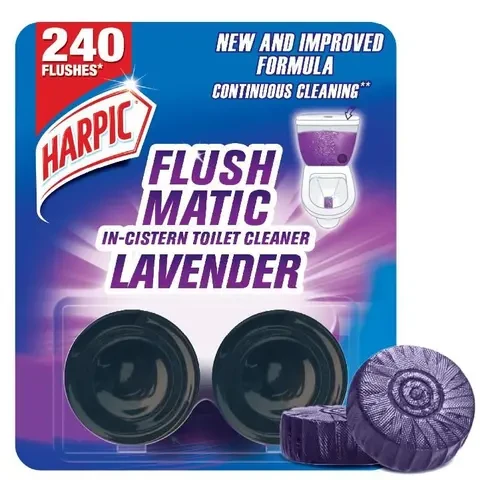 240
FLUSHES*
HARPIC
NEW AND IMPROVED
FORMULA
CONTINUOUS CLEANING**
FLUSH
MATIC
IN-CISTERN TOILET CLEANER
LAVENDER